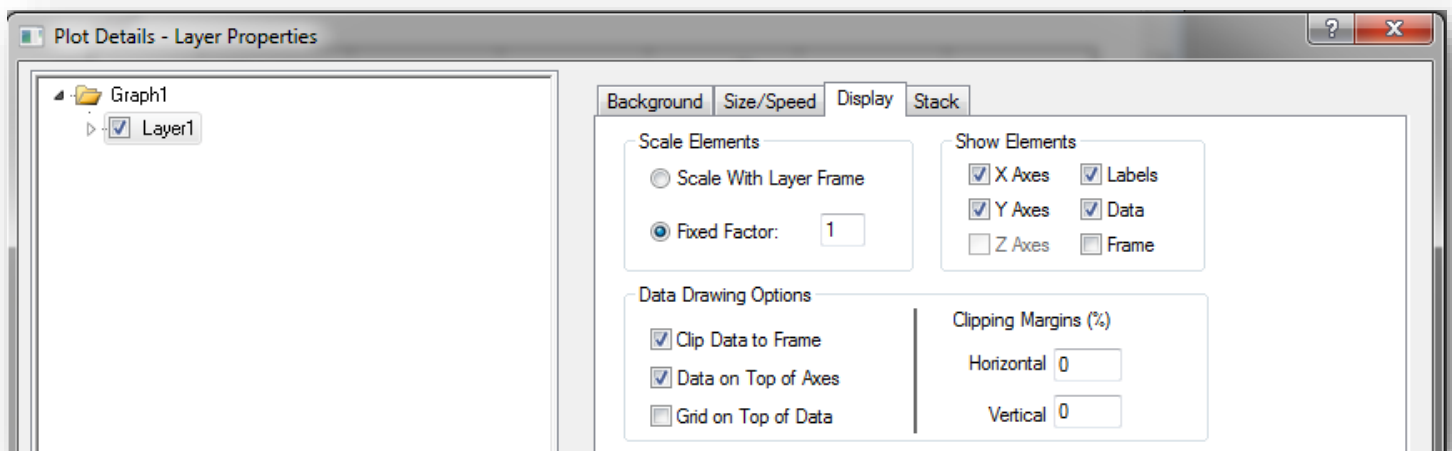 Plot Details - Layer Properties
?
Graph1
Layer1
Background Size/Speed Display Stack
Scale Elements
Scale With Layer Frame
Fixed Factor: 1
Show Elements
X Axes Labels
Y Axes Data
Z Axes Frame
Data Drawing Options
Clip Data to Frame
Data on Top of Axes
Grid on Top of Data
Clipping Margins (%)
Horizontal 0
Vertical 0